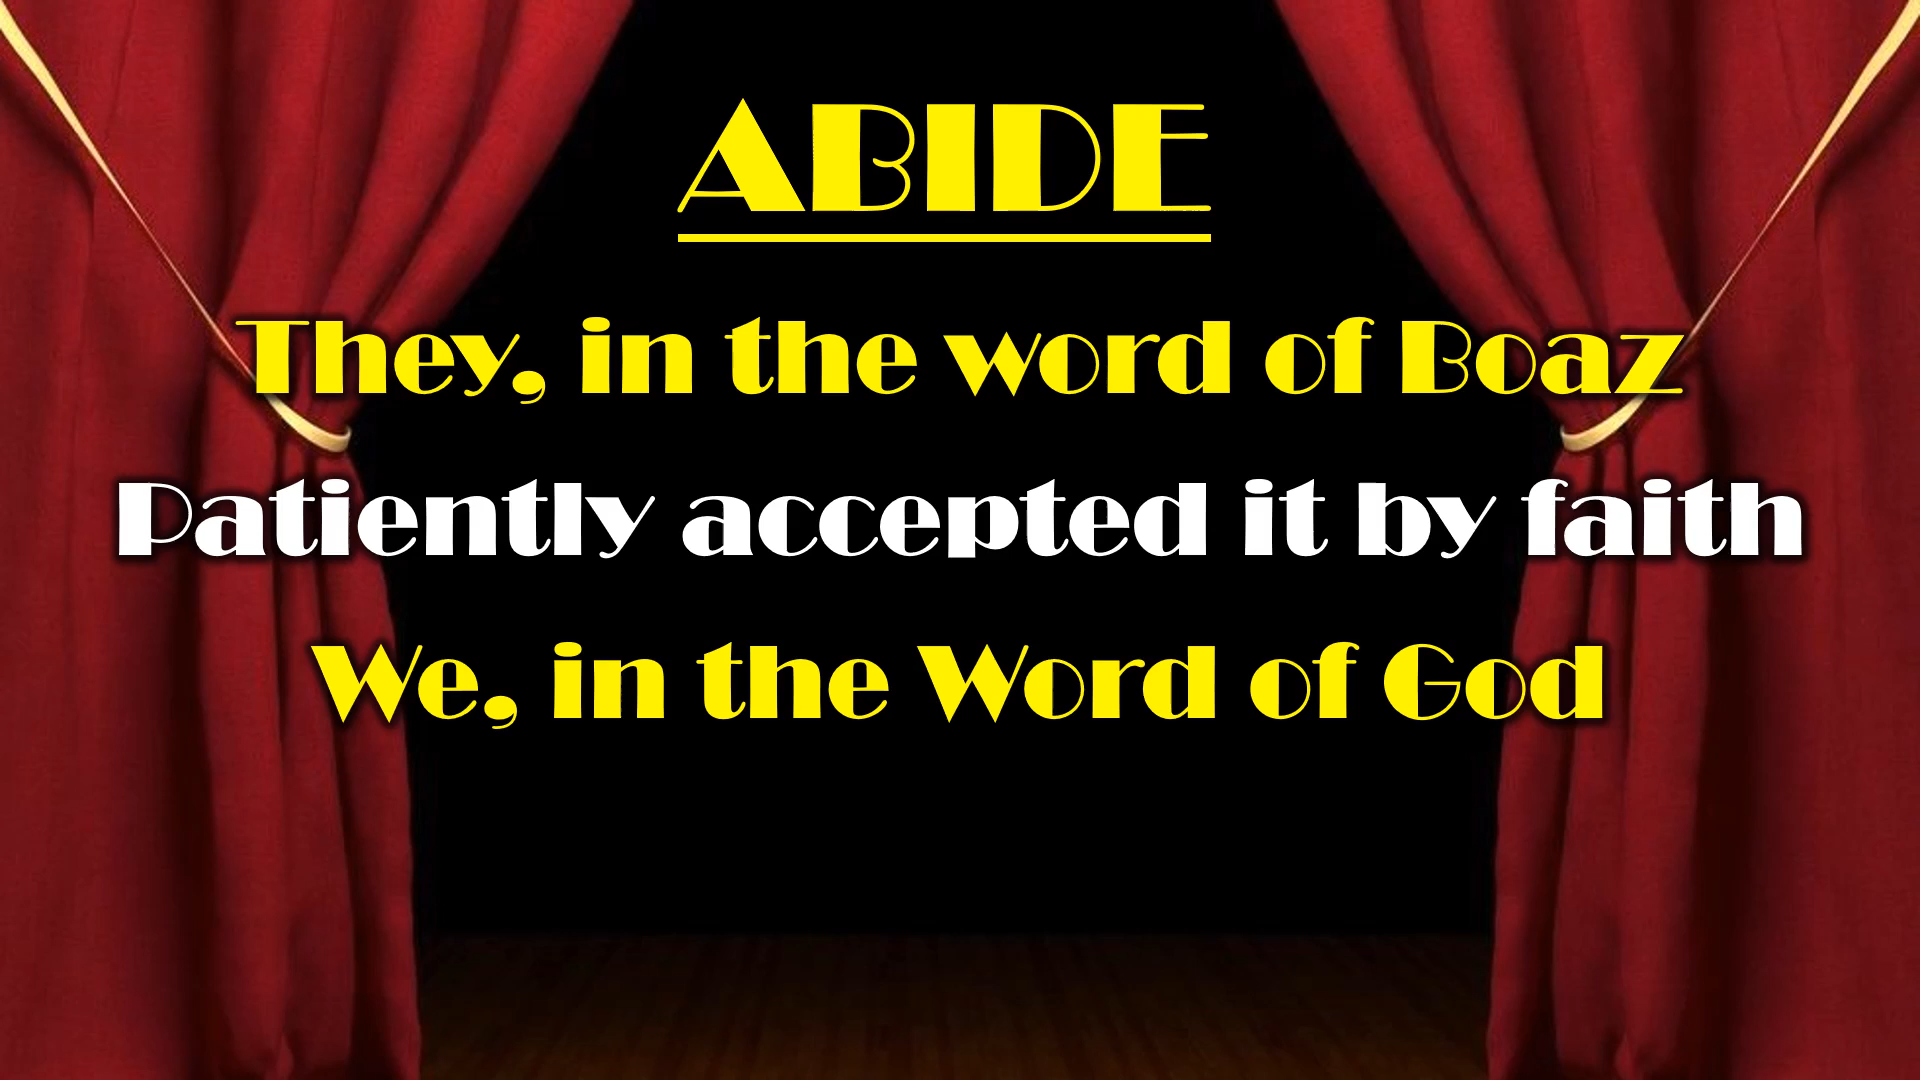 ABIDE
They, in the word of Boaz
Patiently accepted it by faith
We, in the Word of God